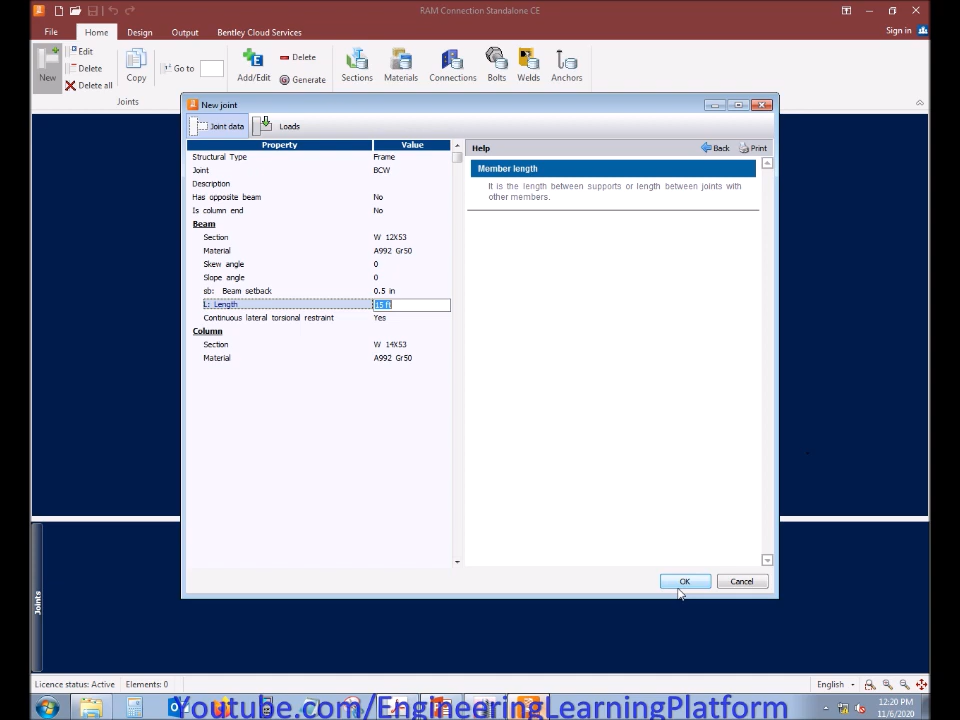 RAM Connection Standalone CE
File
Home
Design
Output
Bentley Cloud Services
Sign in
New
Edit
Delete
Delete all
Copy
Go to
Add/Edit
Delete
Generate
Sections
Materials
Connections
Bolts
Welds
Anchors
Joints
New joint
Joint data
Loads
Property Value
Structural Type Frame
Joint BCW
Description
Has opposite beam No
Is column end No
Beam
Section W 12X53
Material A992 Gr50
Skew angle 0
Slope angle 0
sb: Beam setback 0.5 in
L: Length 15 ft
Continuous lateral torsional restraint Yes
Column
Section W 14X53
Material A992 Gr50
Help
Back
Print
Member length
It is the length between supports or length between joints with
other members.
OK
Cancel
Joints
Licence status: Active Elements: 0
English
Youtube.com/EngineeringLearningPlatform
12:20 PM
11/6/2020